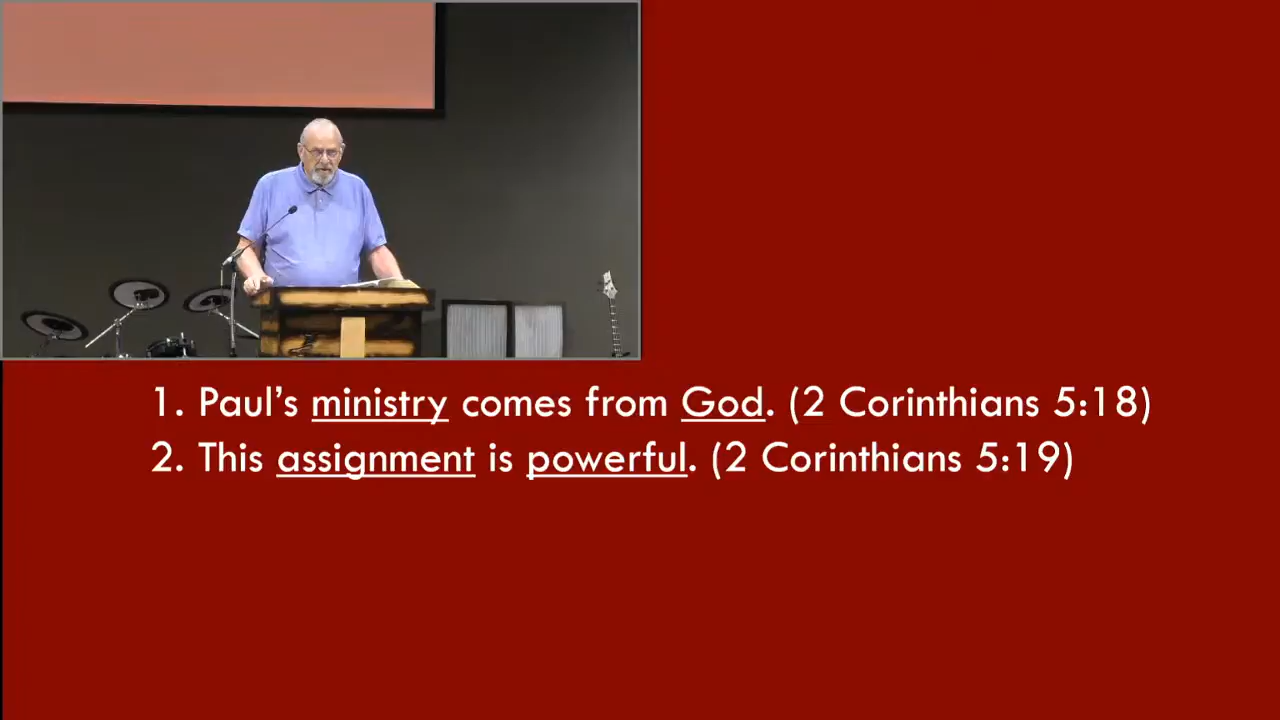 1. Paul's ministry comes from God. (2 Corinthians 5:18)
2. This assignment is powerful. (2 Corinthians 5:19)